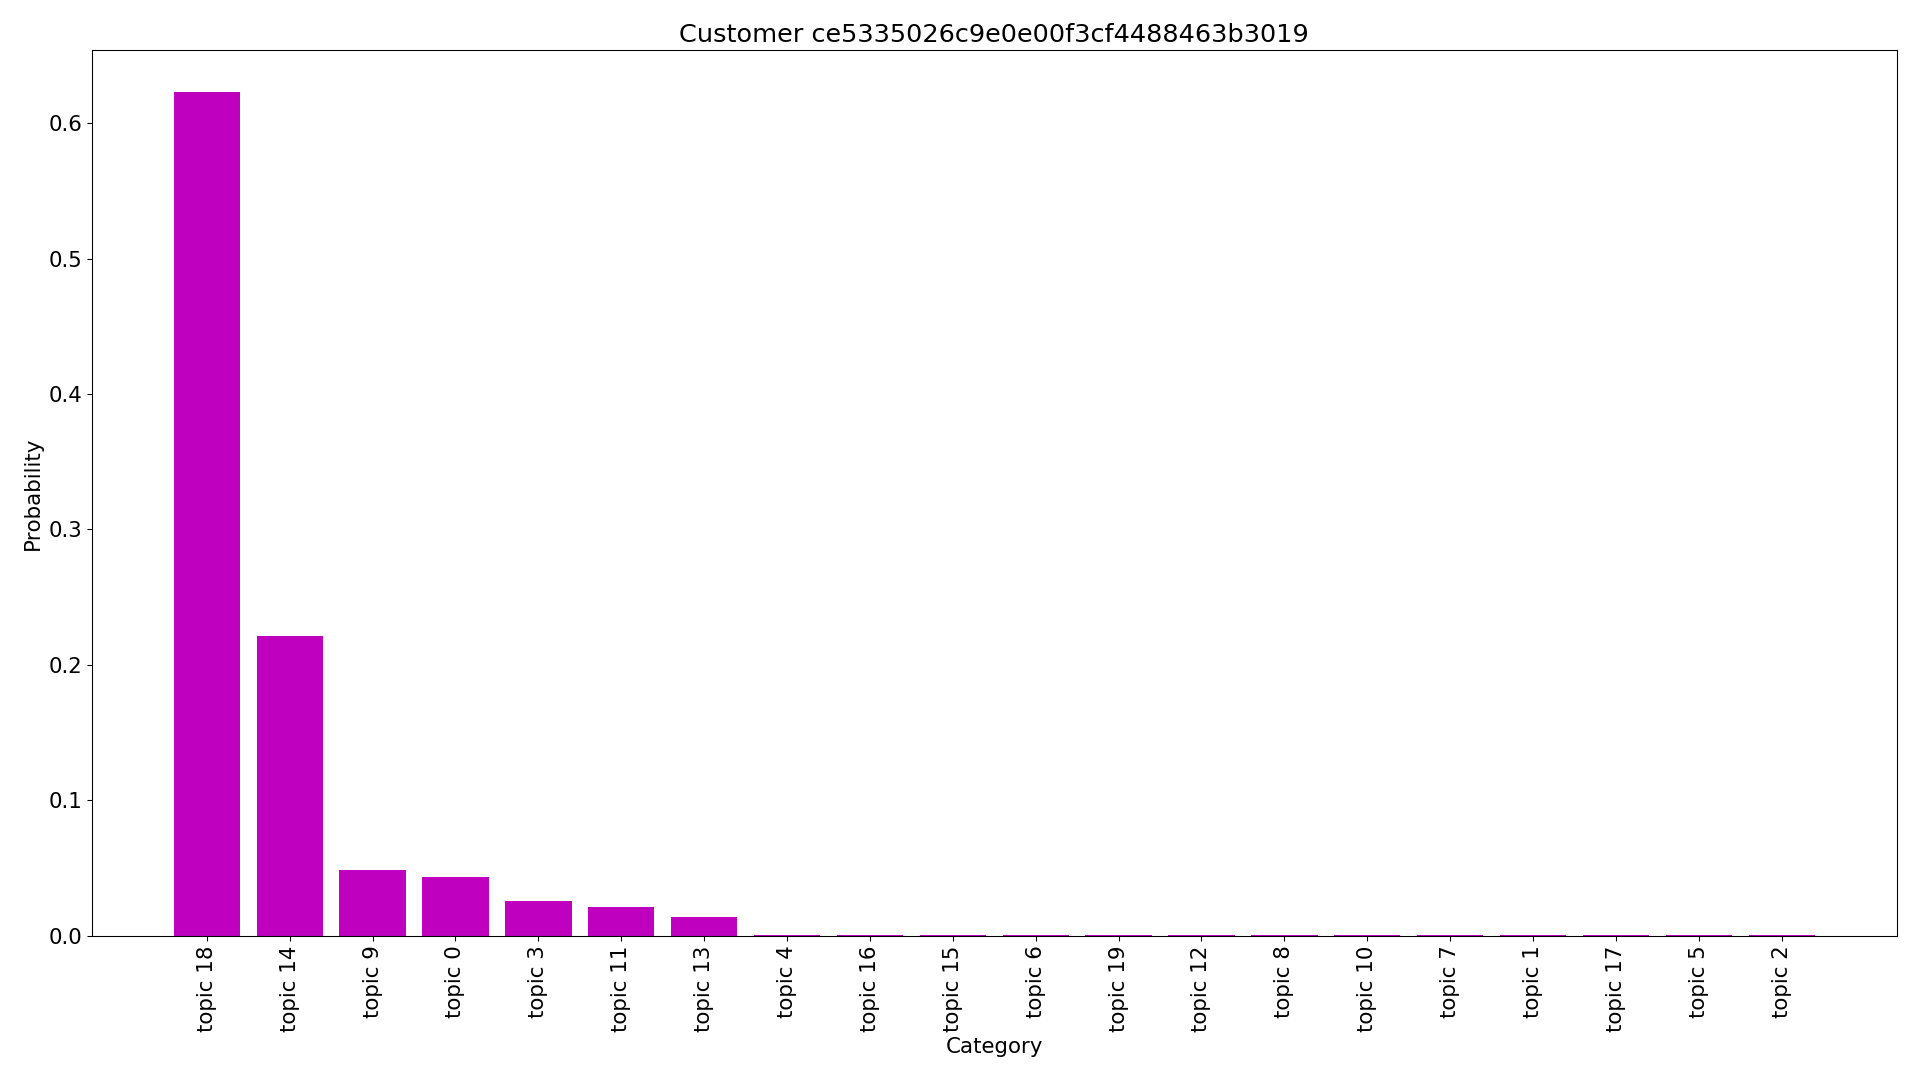 Customer ce5335026c9e0e00f3cf4488463b3019
Probability
0.6
0.5
0.4
0.3
0.2
0.1
0.0
topic 18
topic 14
topic 9
topic 0
topic 3
topic 11
topic 13
topic 4
topic 16
topic 15
topic 6
topic 19
topic 12
topic 8
topic 10
topic 7
topic 1
topic 17
topic 5
topic 2
Category